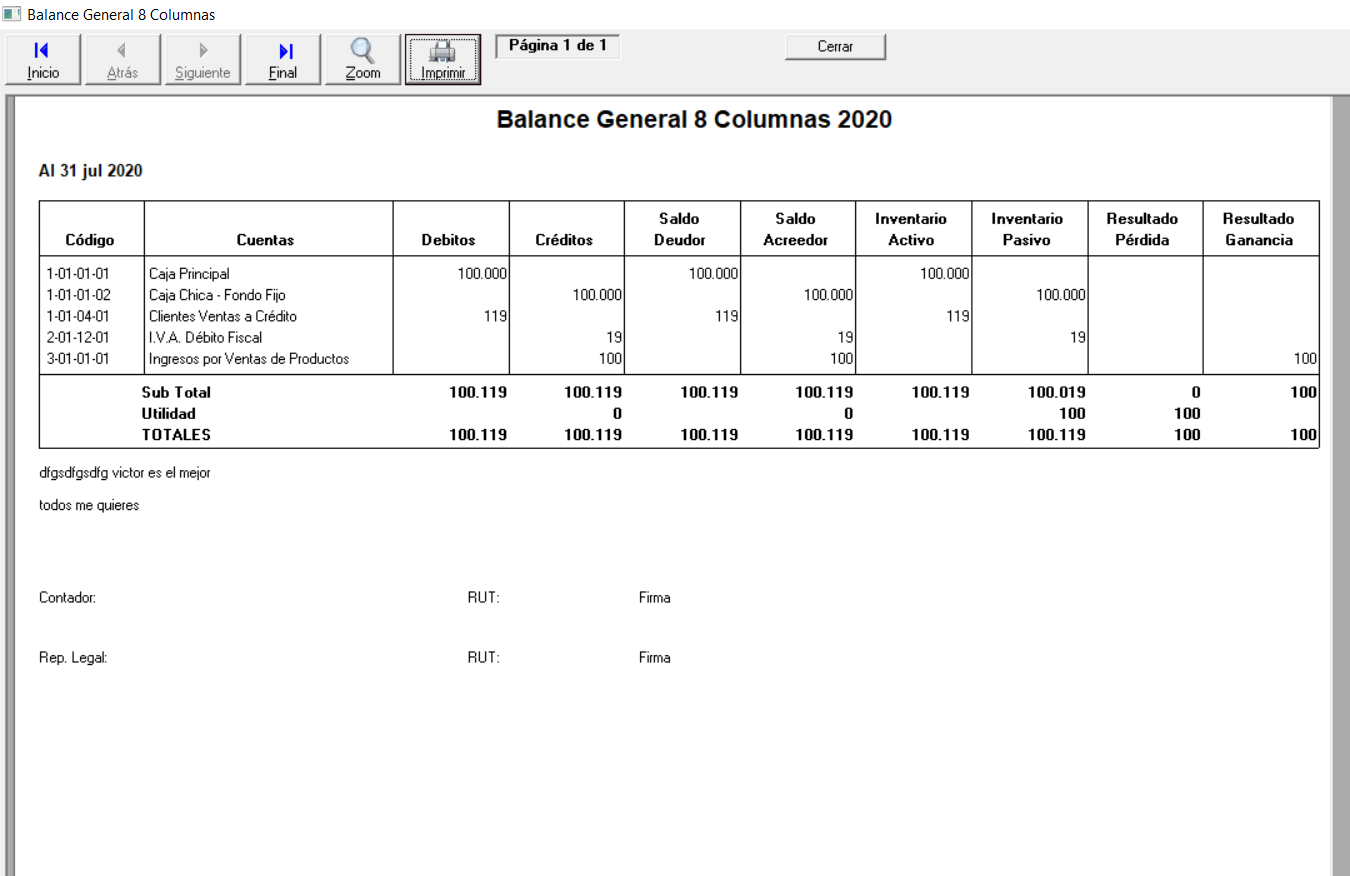 Balance General 8 Columnas
Inicio Atrás Siguiente Final Zoom Imprimir Página 1 de 1 Cerrar
Balance General 8 Columnas 2020
Al 31 jul 2020
Código Cuentas Debitos Créditos Saldo Deudor Saldo Acreedor Inventario Activo Inventario Pasivo Resultado Pérdida Resultado Ganancia
1-01-01-01 Caja Principal 100.000 100.000 100.000
1-01-01-02 Caja Chica - Fondo Fijo 100.000 100.000 100.000
1-01-04-01 Clientes Ventas a Crédito 119 119 119
2-01-12-01 I.V.A. Débito Fiscal 19 19 19
3-01-01-01 Ingresos por Ventas de Productos 100 100 100
Sub Total 100.119 100.119 100.119 100.119 100.119 100.019 0 100
Utilidad 0 0 100 100
TOTALES 100.119 100.119 100.119 100.119 100.119 100.119 100 100
dfgsdfgsdfg victor es el mejor
todos me quieres
Contador: RUT: Firma
Rep. Legal: RUT: Firma